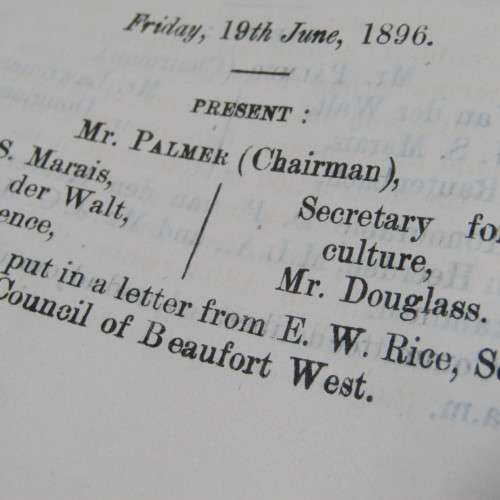 Friday, 19th June, 1896.
PRESENT:
Mr. PALMER (Chairman),
S. Marais,
der Walt,
ence,
Secretary fo
culture,
Mr. Douglass.
put in a letter from E. W. Rice, Se
Council of Beaufort West.